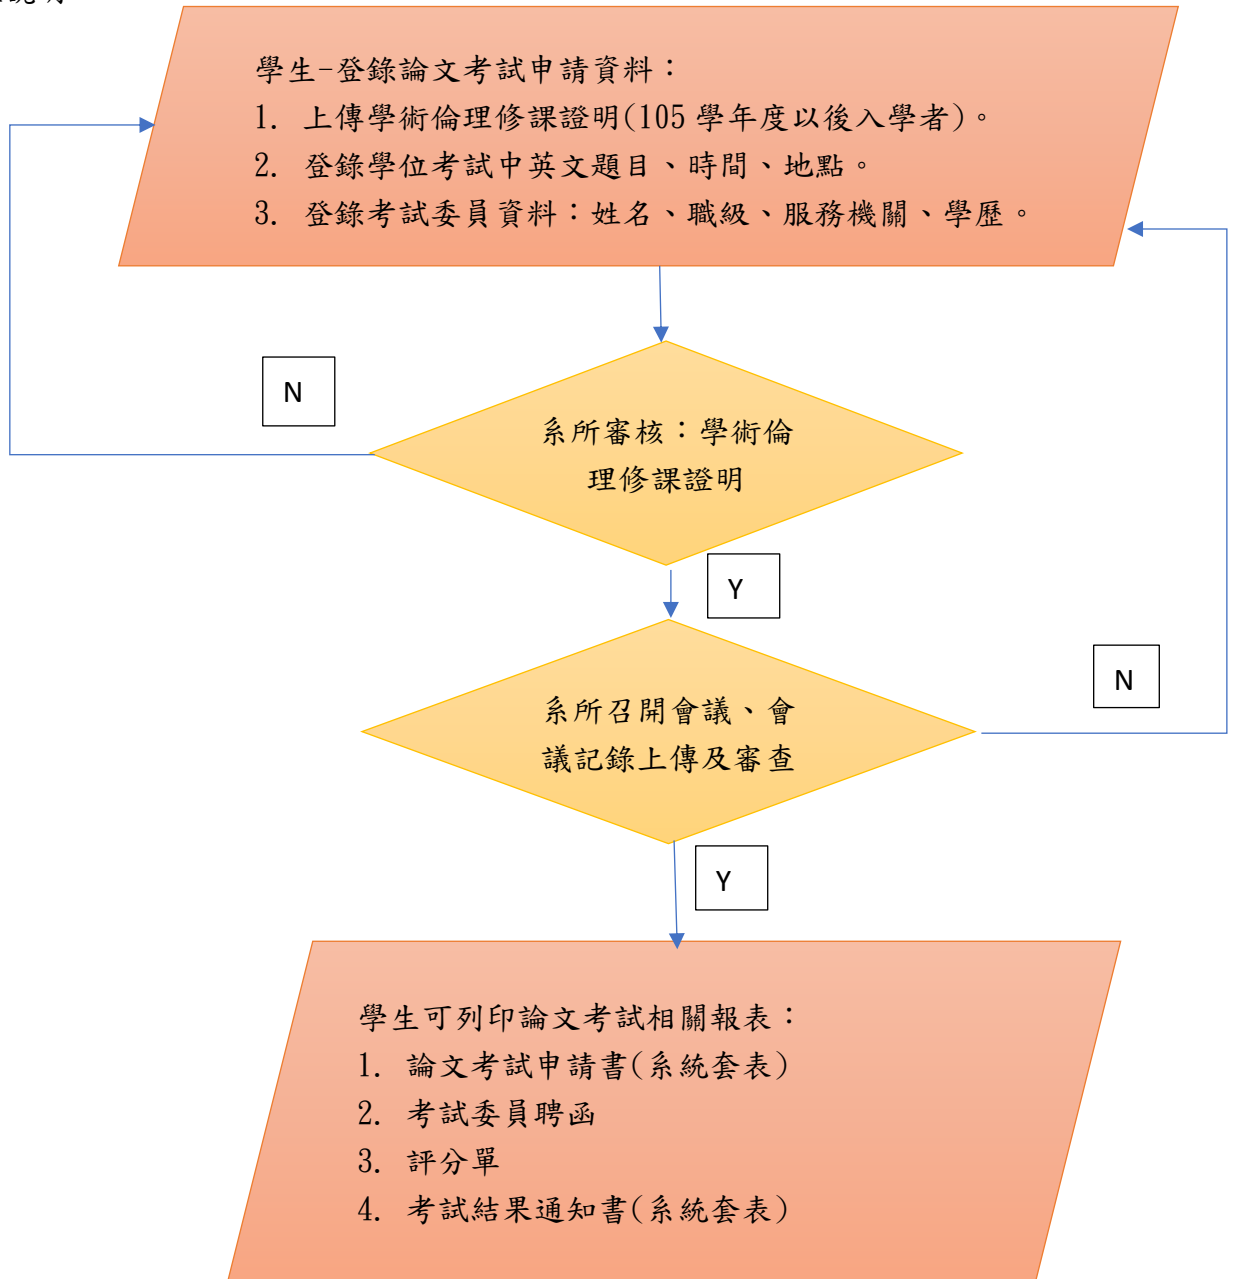 學生-登錄論文考試申請資料：
1. 上傳學術倫理修課證明(105 學年度以後入學者)。
2. 登錄學位考試中英文題目、時間、地點。
3. 登錄考試委員資料：姓名、職級、服務機關、學歷。
N
系所審核：學術倫
理修課證明
Y
系所召開會議、會
議記錄上傳及審查
N
Y
學生可列印論文考試相關報表：
1. 論文考試申請書(系統套表)
2. 考試委員聘函
3. 評分單
4. 考試結果通知書(系統套表)